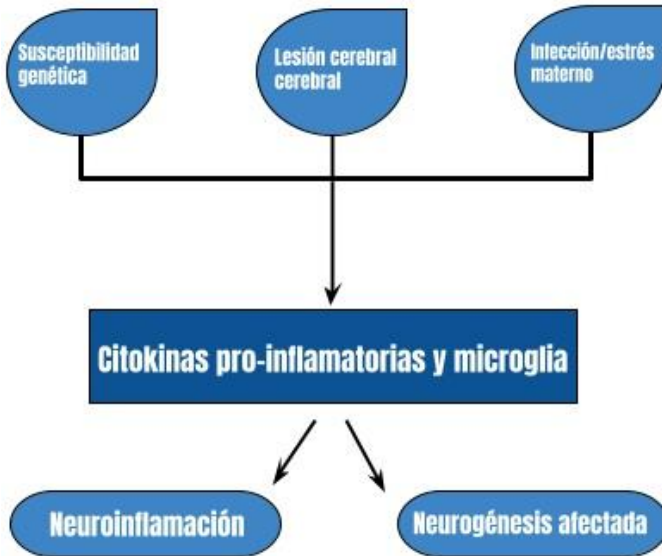 Susceptibilidad
genética
Lesión cerebral
cerebral
Infección/estrés
materno
Citokinas pro-inflamatorias y microglia
Neuroinflamación
Neurogénesis afectada